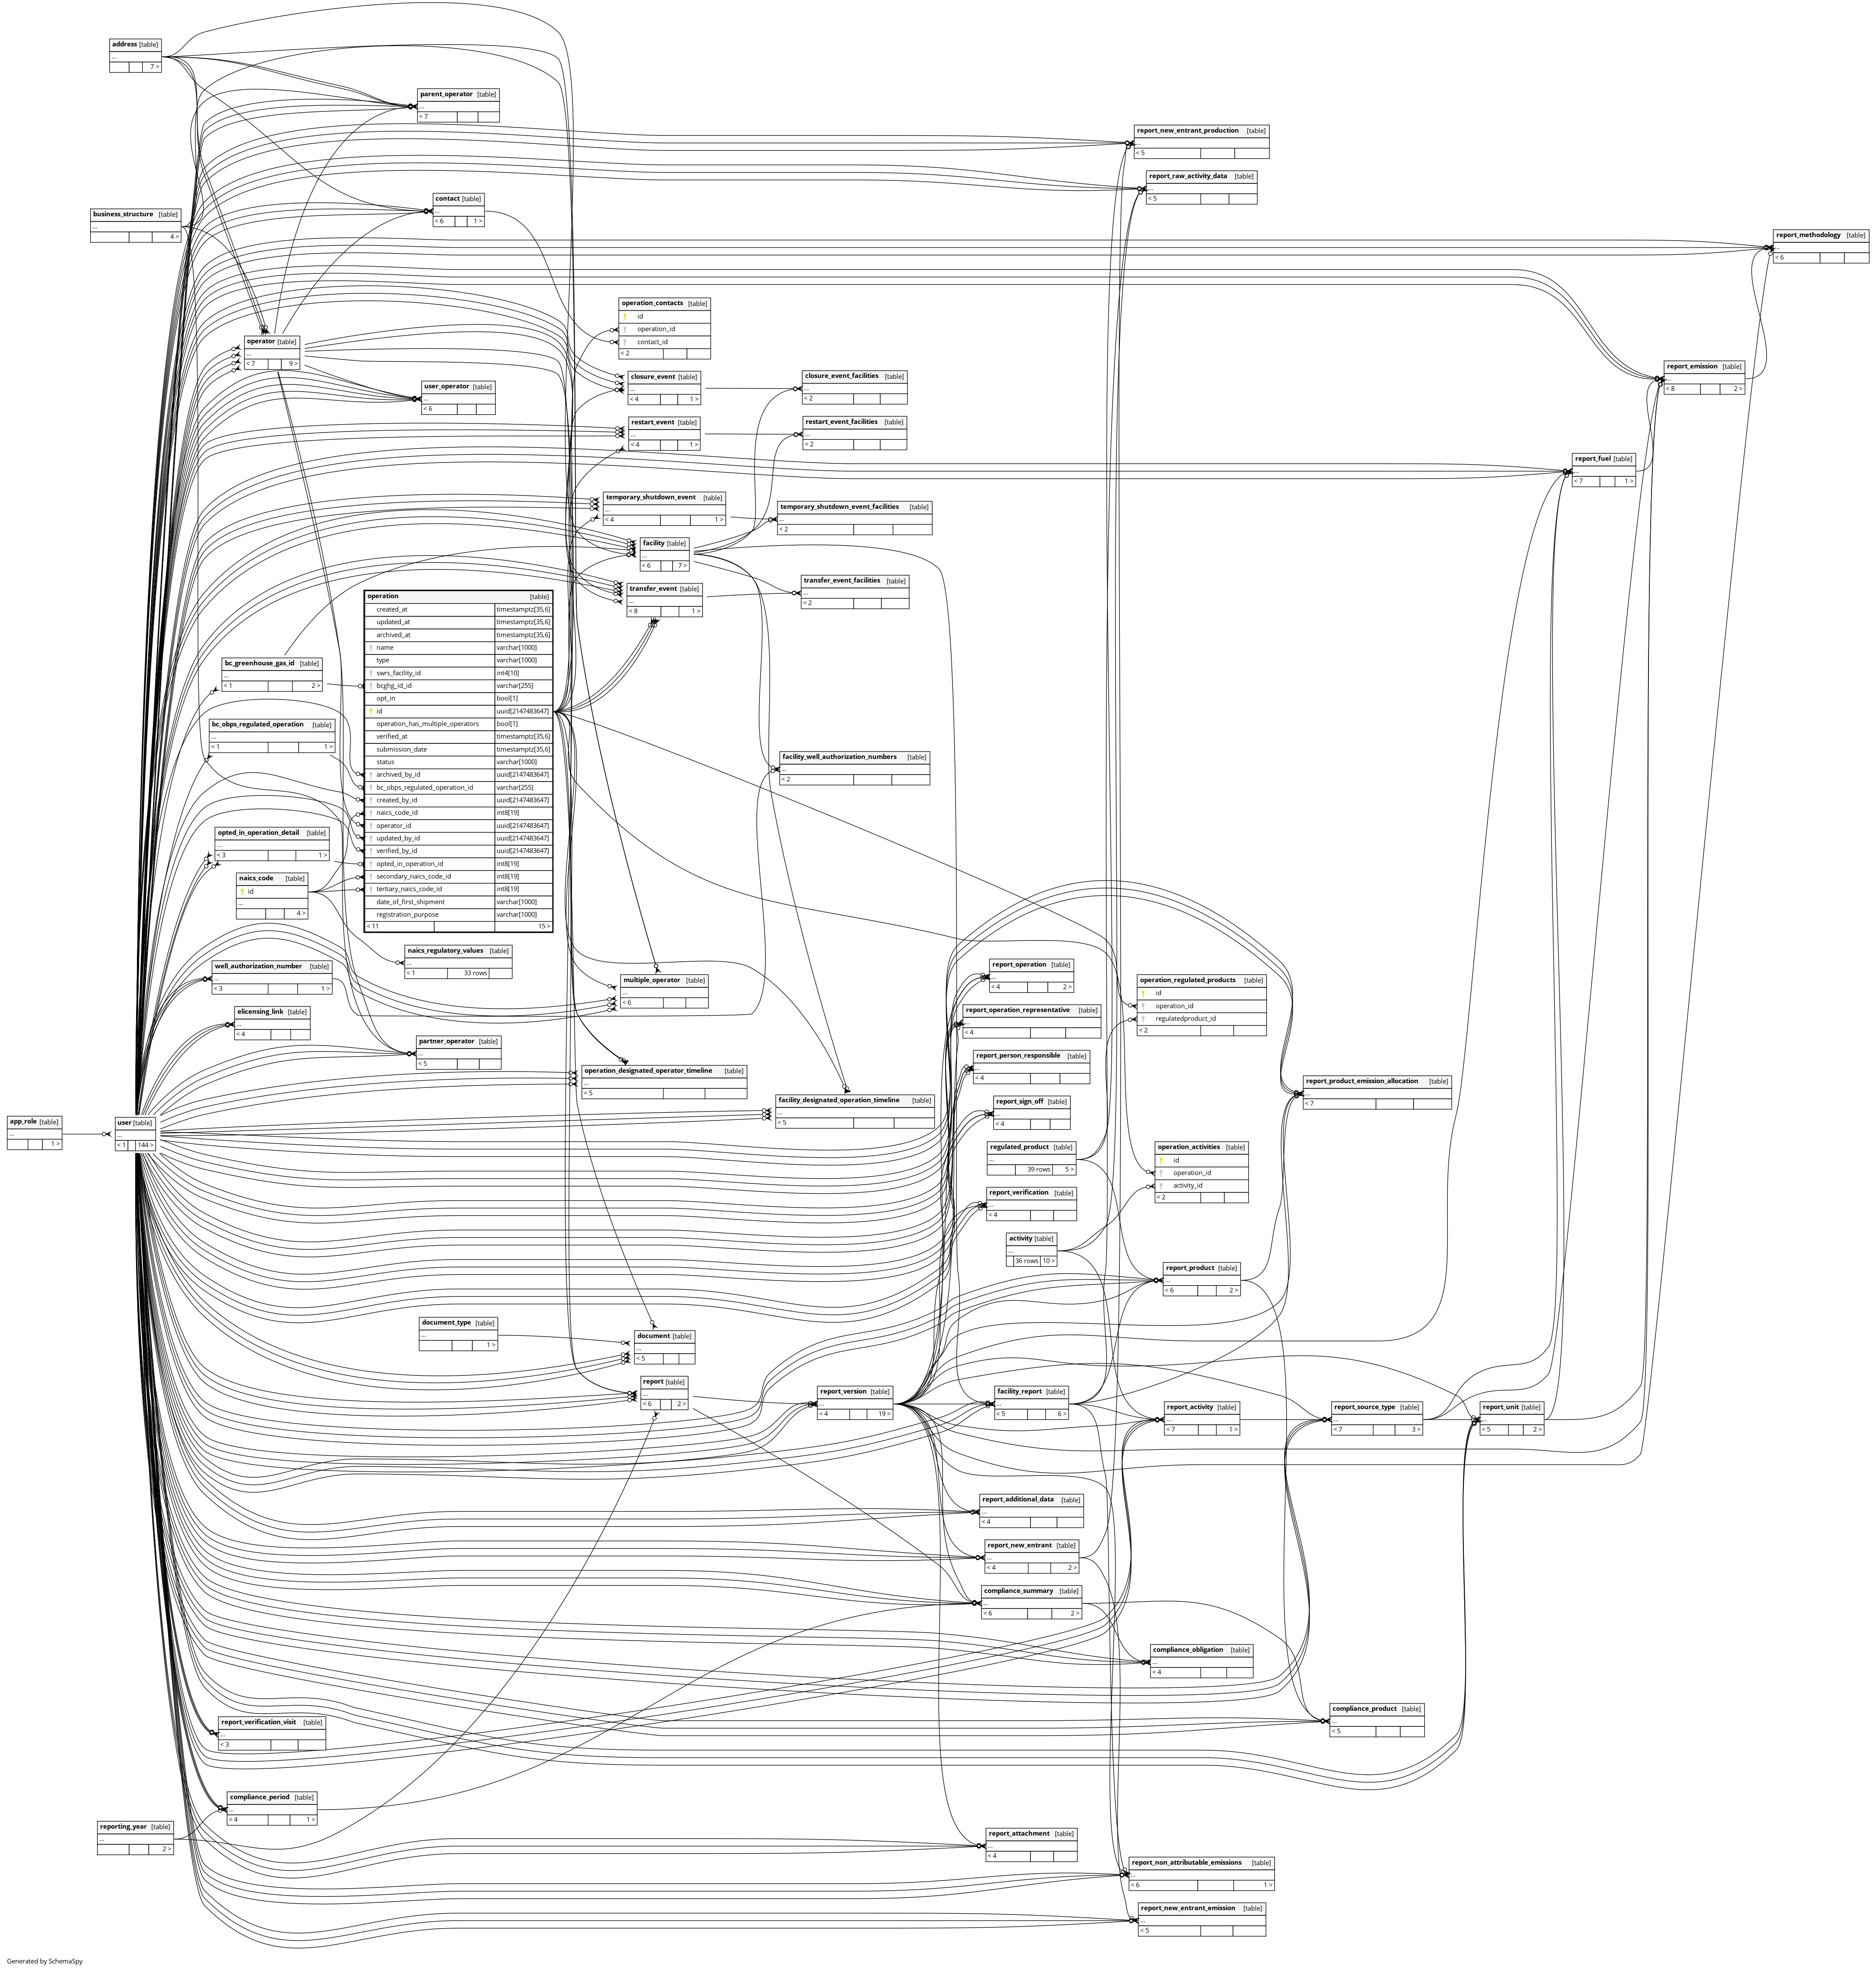 address [table]
...
7 >
parent_operator [table]
...
< 7
report_new_entrant_production [table]
...
< 5
report_raw_activity_data [table]
...
< 5
contact [table]
...
< 6 1 >
business_structure [table]
...
4 >
report_methodology [table]
...
< 6
operation_contacts [table]
id
operation_id
contact_id
< 2
operator [table]
...
< 7 9 >
report_emission [table]
...
< 8 2 >
closure_event [table]
...
< 4 1 >
closure_event_facilities [table]
...
< 2
user_operator [table]
...
< 6
restart_event [table]
...
< 4 1 >
restart_event_facilities [table]
...
< 2
report_fuel [table]
...
< 7 1 >
temporary_shutdown_event [table]
...
< 4 1 >
temporary_shutdown_event_facilities [table]
...
< 2
facility [table]
...
< 6 7 >
transfer_event_facilities [table]
...
< 2
transfer_event [table]
...
< 8 1 >
operation [table]
created_at timestamptz[35,6]
updated_at timestamptz[35,6]
archived_at timestamptz[35,6]
name varchar[1000]
type varchar[1000]
swrs_facility_id int4[10]
bcghg_id_id varchar[255]
opt_in bool[1]
id uuid[2147483647]
operation_has_multiple_operators bool[1]
verified_at timestamptz[35,6]
submission_date timestamptz[35,6]
status varchar[1000]
archived_by_id uuid[2147483647]
bc_obps_regulated_operation_id varchar[255]
created_by_id uuid[2147483647]
naics_code_id int8[19]
operator_id uuid[2147483647]
updated_by_id uuid[2147483647]
verified_by_id uuid[2147483647]
opted_in_operation_id int8[19]
secondary_naics_code_id int8[19]
tertiary_naics_code_id int8[19]
date_of_first_shipment varchar[1000]
registration_purpose varchar[1000]
< 11 15 >
bc_greenhouse_gas_id [table]
...
< 1 2 >
bc_obps_regulated_operation [table]
...
< 1 1 >
facility_well_authorization_numbers [table]
...
< 2
opted_in_operation_detail [table]
...
< 3 1 >
naics_code [table]
id
...
4 >
naics_regulatory_values [table]
...
< 1 33 rows
well_authorization_number [table]
...
< 3 1 >
multiple_operator [table]
...
< 6
report_operation [table]
...
< 4 2 >
operation_regulated_products [table]
id
operation_id
regulatedproduct_id
< 2
elicensing_link [table]
...
< 4
report_operation_representative [table]
...
< 4
partner_operator [table]
...
< 5
report_person_responsible [table]
...
< 4
operation_designated_operator_timeline [table]
...
< 5
report_product_emission_allocation [table]
...
< 7
facility_designated_operation_timeline [table]
...
< 5
report_sign_off [table]
...
< 4
app_role [table]
...
1 >
user [table]
...
< 1 144 >
regulated_product [table]
...
39 rows 5 >
operation_activities [table]
id
operation_id
activity_id
< 2
report_verification [table]
...
< 4
activity [table]
...
36 rows 10 >
report_product [table]
...
< 6 2 >
document_type [table]
...
1 >
document [table]
...
< 5
report [table]
...
< 6 2 >
report_version [table]
...
< 4 19 >
facility_report [table]
...
< 5 6 >
report_activity [table]
...
< 7 1 >
report_source_type [table]
...
< 7 3 >
report_unit [table]
...
< 5 2 >
report_additional_data [table]
...
< 4
report_new_entrant [table]
...
< 4 2 >
compliance_summary [table]
...
< 6 2 >
compliance_obligation [table]
...
< 4
compliance_product [table]
...
< 5
report_verification_visit [table]
...
< 3
compliance_period [table]
...
< 4 1 >
reporting_year [table]
...
2 >
report_attachment [table]
...
< 4
report_non_attributable_emissions [table]
...
< 6 1 >
report_new_entrant_emission [table]
...
< 5
Generated by SchemaSpy